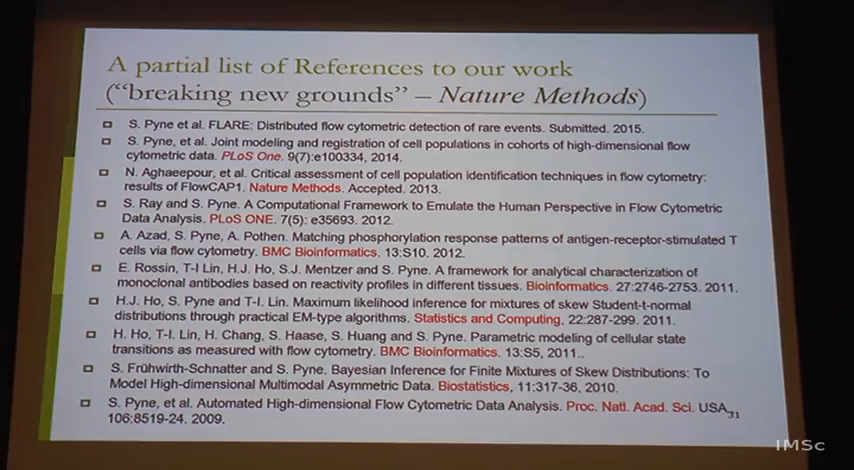 A partial list of References to our work
("breaking new grounds" – Nature Methods)
S. Pyne et al. FLARE: Distributed flow cytometric detection of rare events. Submitted. 2015.
S. Pyne, et al. Joint modeling and registration of cell populations in cohorts of high-dimensional flow
cytometric data. PLoS One. 9(7):e100334, 2014.
N. Aghaeepour, et al. Critical assessment of cell population identification techniques in flow cytometry:
results of FlowCAP1. Nature Methods. Accepted. 2013.
S. Ray and S. Pyne. A Computational Framework to Emulate the Human Perspective in Flow Cytometric
Data Analysis. PLoS ONE. 7(5): e35693. 2012.
A. Azad, S. Pyne, A. Pothen. Matching phosphorylation response patterns of antigen-receptor-stimulated T
cells via flow cytometry. BMC Bioinformatics. 13:S10. 2012.
E. Rossin, T-I Lin, H.J. Ho, S.J. Mentzer and S. Pyne. A framework for analytical characterization of
monoclonal antibodies based on reactivity profiles in different tissues. Bioinformatics. 27:2746-2753. 2011.
H.J. Ho, S. Pyne and T-I. Lin. Maximum likelihood inference for mixtures of skew Student-t-normal
distributions through practical EM-type algorithms. Statistics and Computing, 22:287-299. 2011.
H. Ho, T-I. Lin, H. Chang, S. Haase, S. Huang and S. Pyne. Parametric modeling of cellular state
transitions as measured with flow cytometry. BMC Bioinformatics. 13:S5, 2011..
S. Frühwirth-Schnatter and S. Pyne. Bayesian Inference for Finite Mixtures of Skew Distributions: To
Model High-dimensional Multimodal Asymmetric Data. Biostatistics, 11:317-36, 2010.
S. Pyne, et al. Automated High-dimensional Flow Cytometric Data Analysis. Proc. Natl. Acad. Sci. USA
106:8519-24. 2009.
31
IMSc